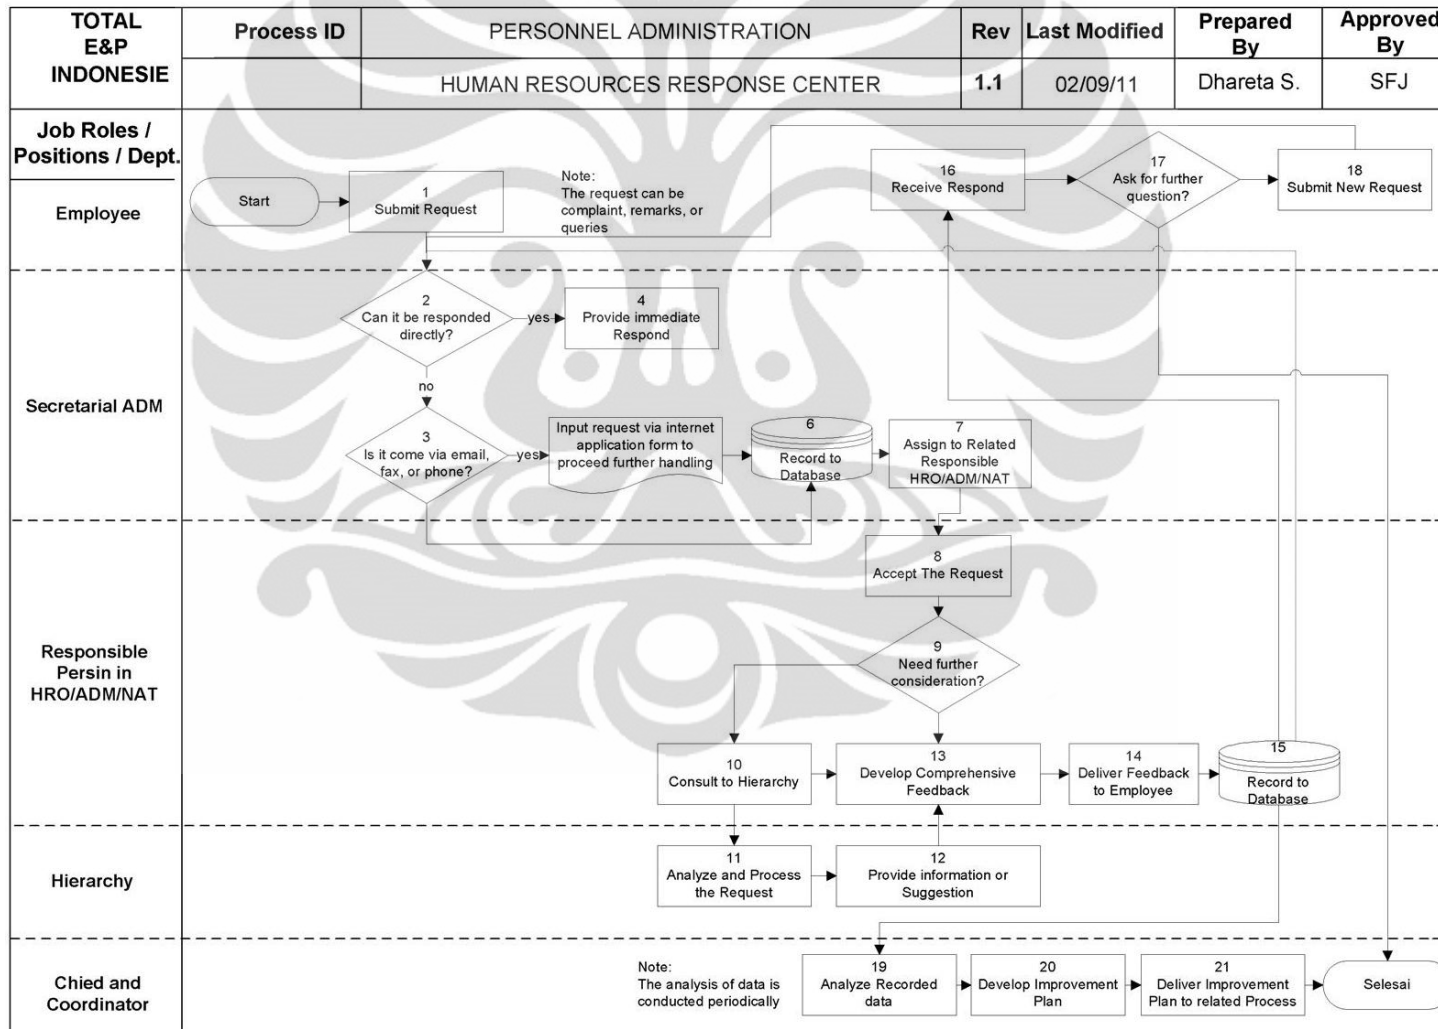 TOTAL
E&P
INDONESIE
Process ID
PERSONNEL ADMINISTRATION
Rev
Last Modified
Prepared
By
Approved
By
HUMAN RESOURCES RESPONSE CENTER
1.1
02/09/11
Dhareta S.
SFJ
Job Roles /
Positions / Dept.
Employee
Start
1
Submit Request
Note:
The request can be
complaint, remarks, or
queries
16
Receive Respond
17
Ask for further
question?
18
Submit New Request
Secretarial ADM
2
Can it be responded
directly?
yes
4
Provide immediate
Respond
no
3
Is it come via email,
fax, or phone?
yes
Input request via internet
application form to
proceed further handling
6
Record to
Database
7
Assign to Related
Responsible
HRO/ADM/NAT
Responsible
Persin in
HRO/ADM/NAT
8
Accept The Request
9
Need further
consideration?
10
Consult to Hierarchy
13
Develop Comprehensive
Feedback
14
Deliver Feedback
to Employee
15
Record to
Database
Hierarchy
11
Analyze and Process
the Request
12
Provide information or
Suggestion
Chied and
Coordinator
Note:
The analysis of data is
conducted periodically
19
Analyze Recorded
data
20
Develop Improvement
Plan
21
Deliver Improvement
Plan to related Process
Selesai